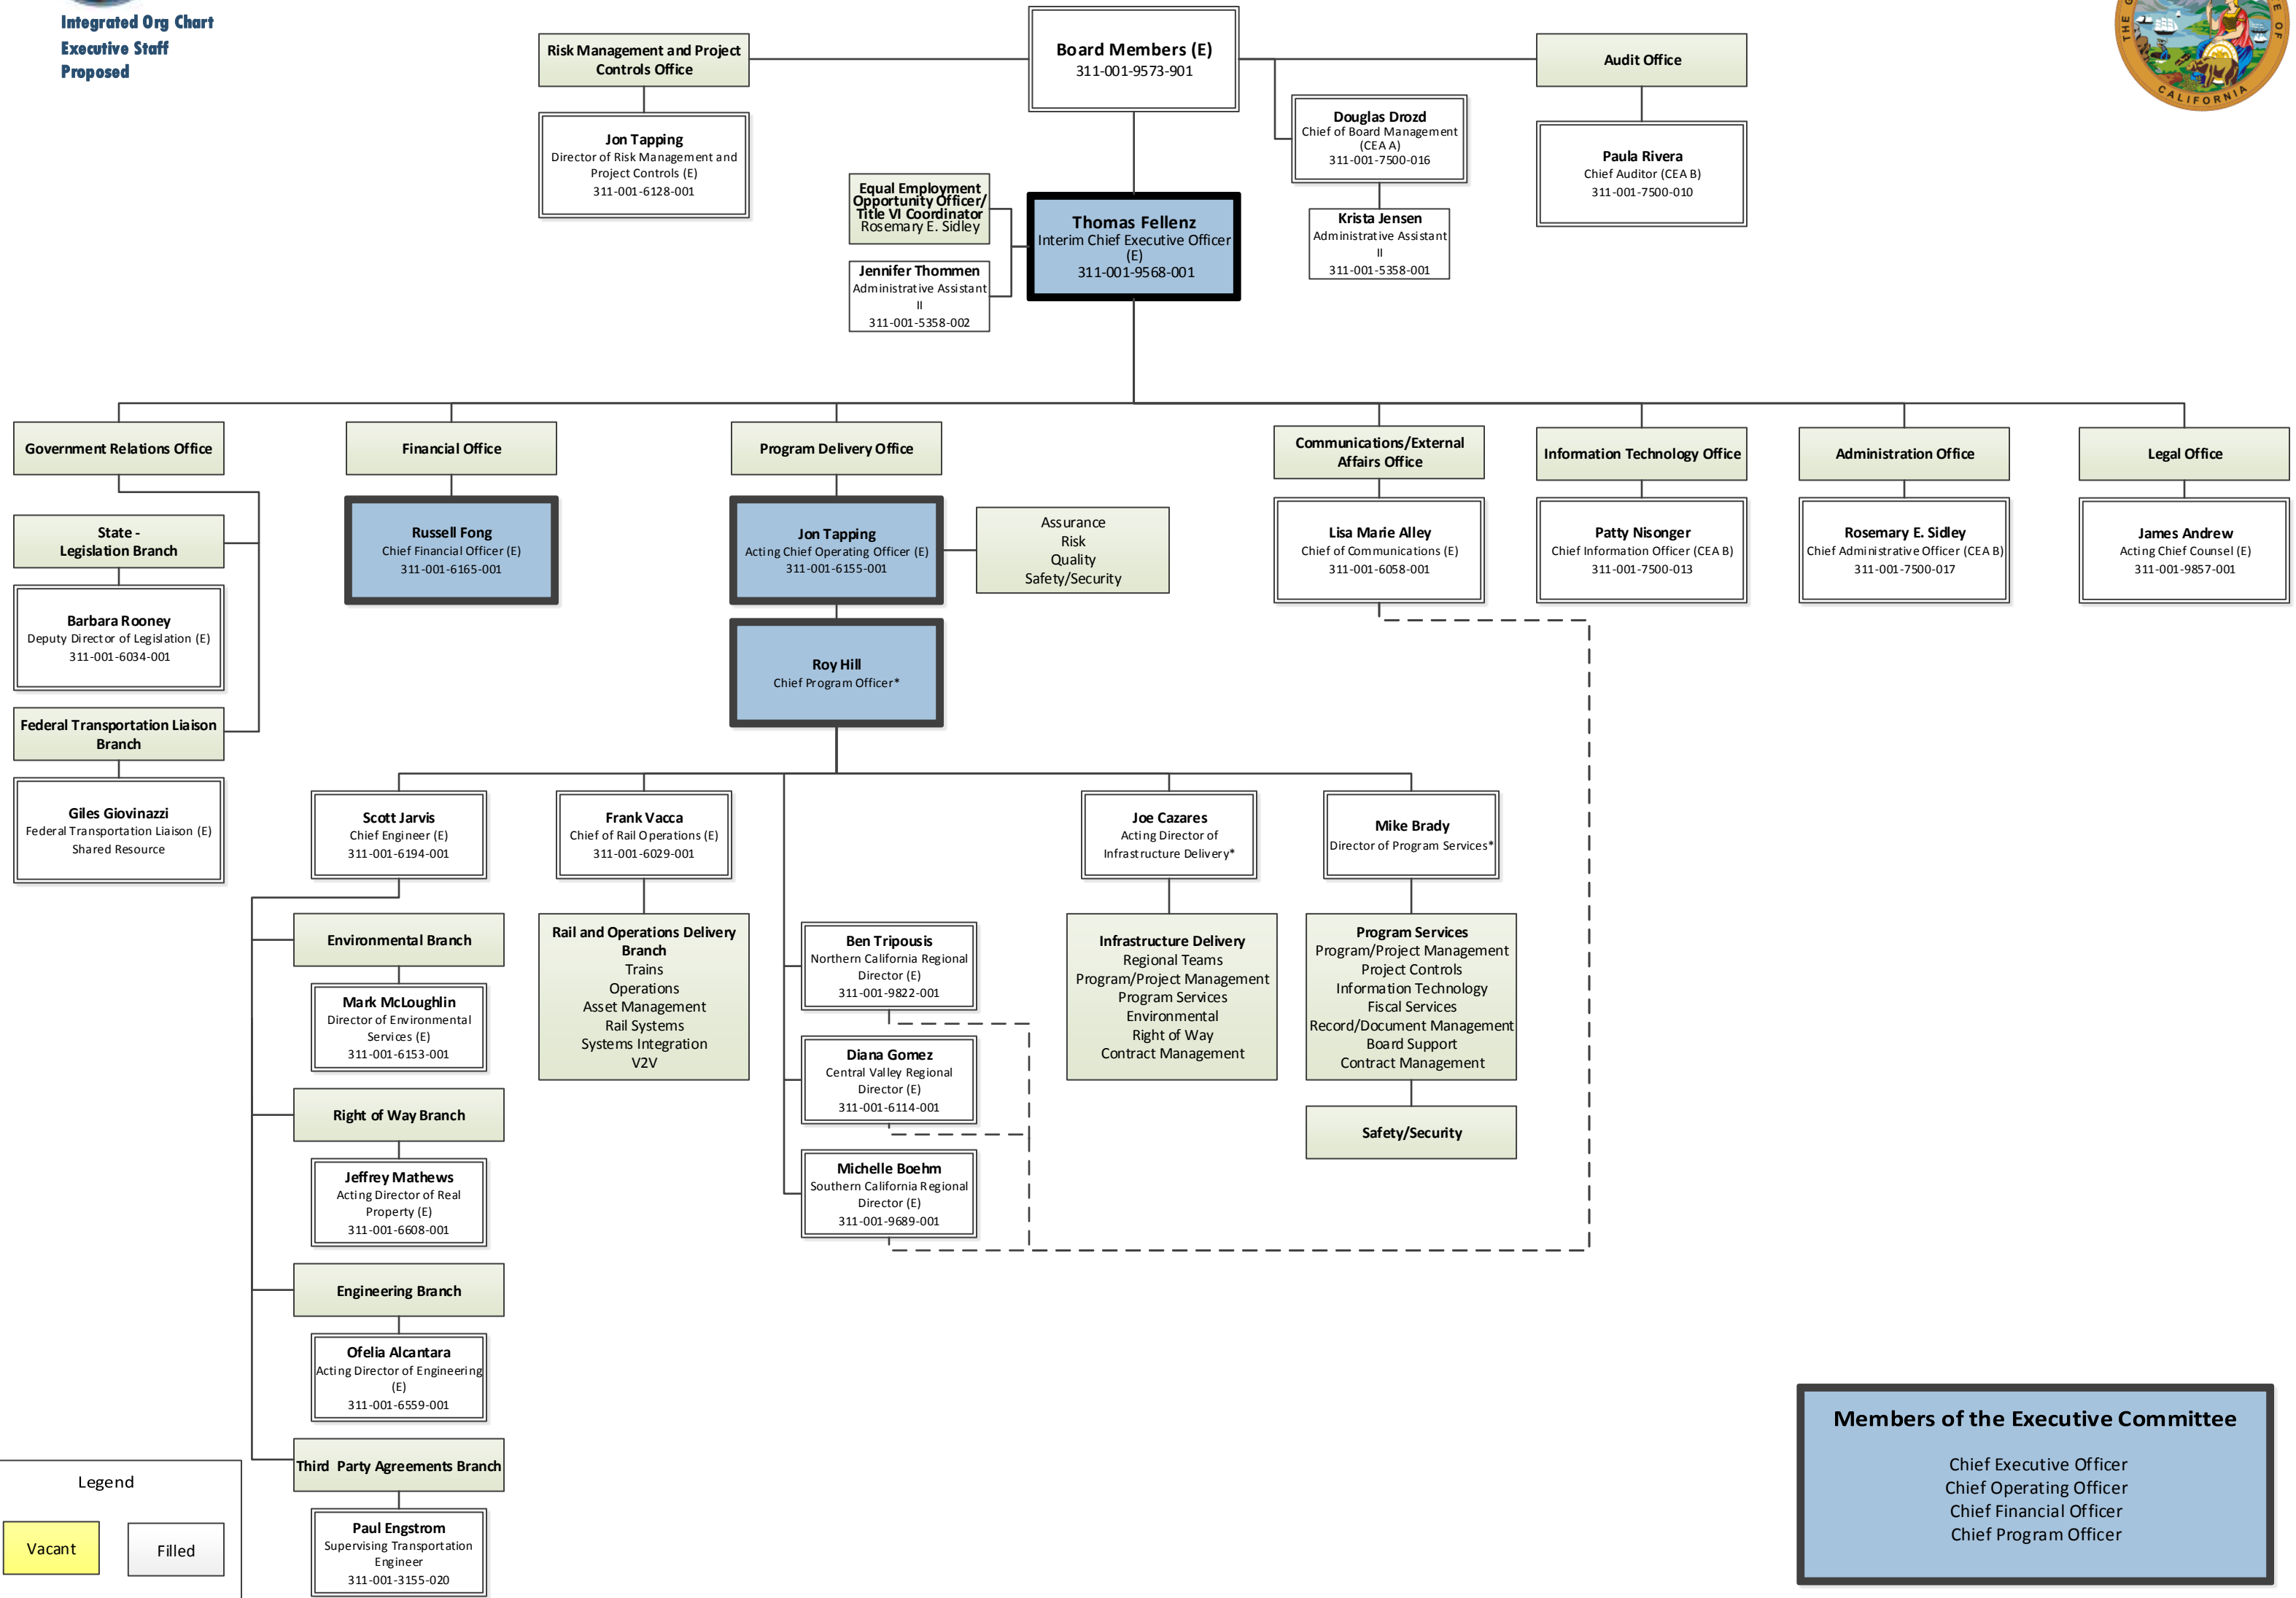 Integrated Org Chart
Executive Staff
Proposed
Risk Management and Project
Controls Office
Jon Tapping
Director of Risk Management and
Project Controls (E)
311-001-6128-001
Board Members (E)
311-001-9573-901
Audit Office
CALIFORNIA
Douglas Drozd
Chief of Board Management
(CEA A)
311-001-7500-016
Paula Rivera
Chief Auditor (CEA B)
311-001-7500-010
Krista Jensen
Administrative Assistant
II
311-001-5358-001
Equal Employment
Opportunity Officer/
Title VI Coordinator
Rosemary E. Sidley
Jennifer Thommen
Administrative Assistant
II
311-001-5358-002
Thomas Fellenz
Interim Chief Executive Officer
(E)
311-001-9568-001
Government Relations Office
Financial Office
Program Delivery Office
Communications/External
Affairs Office
Information Technology Office
Administration Office
Legal Office
State -
Legislation Branch
Barbara Rooney
Deputy Director of Legislation (E)
311-001-6034-001
Federal Transportation Liaison
Branch
Giles Giovinazzi
Federal Transportation Liaison (E)
Shared Resource
Russell Fong
Chief Financial Officer (E)
311-001-6165-001
Jon Tapping
Acting Chief Operating Officer (E)
311-001-6155-001
Assurance
Risk
Quality
Safety/Security
Roy Hill
Chief Program Officer*
Lisa Marie Alley
Chief of Communications (E)
311-001-6058-001
Patty Nisonger
Chief Information Officer (CEA B)
311-001-7500-013
Rosemary E. Sidley
Chief Administrative Officer (CEA B)
311-001-7500-017
James Andrew
Acting Chief Counsel (E)
311-001-9857-001
Scott Jarvis
Chief Engineer (E)
311-001-6194-001
Frank Vacca
Chief of Rail Operations (E)
311-001-6029-001
Joe Cazares
Acting Director of
Infrastructure Delivery*
Mike Brady
Director of Program Services*
Environmental Branch
Mark McLoughlin
Director of Environmental
Services (E)
311-001-6153-001
Right of Way Branch
Jeffrey Mathews
Acting Director of Real
Property (E)
311-001-6608-001
Engineering Branch
Ofelia Alcantara
Acting Director of Engineering
(E)
311-001-6559-001
Third Party Agreements Branch
Paul Engstrom
Supervising Transportation
Engineer
311-001-3155-020
Rail and Operations Delivery
Branch
Trains
Operations
Asset Management
Rail Systems
Systems Integration
V2V
Ben Tripousis
Northern California Regional
Director (E)
311-001-9822-001
Diana Gomez
Central Valley Regional
Director (E)
311-001-6114-001
Michelle Boehm
Southern California Regional
Director (E)
311-001-9689-001
Infrastructure Delivery
Regional Teams
Program/Project Management
Program Services
Environmental
Right of Way
Contract Management
Program Services
Program/Project Management
Project Controls
Information Technology
Fiscal Services
Record/Document Management
Board Support
Contract Management
Safety/Security
Legend
Vacant
Filled
Members of the Executive Committee
Chief Executive Officer
Chief Operating Officer
Chief Financial Officer
Chief Program Officer